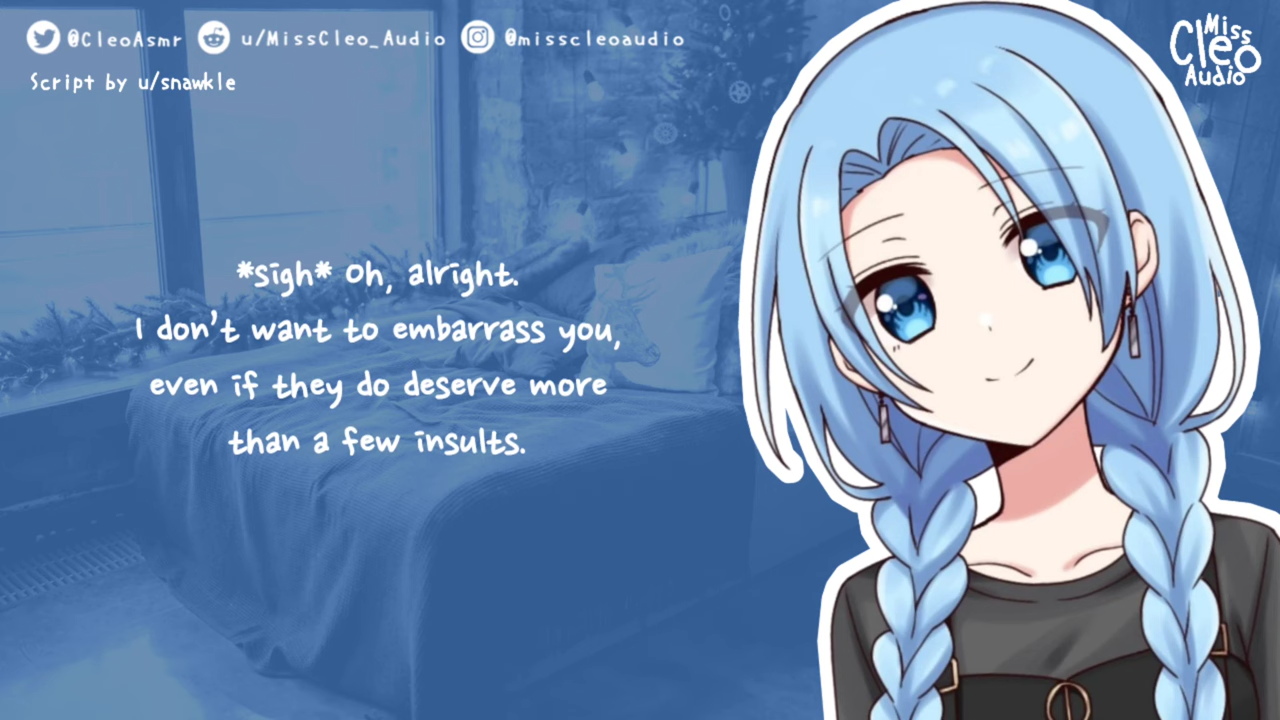 @CleoAsmr u/MissCleo_Audio @misscleoaudio
Script by u/snawkle
Miss
Cleo
Audio
*sigh* Oh, alright.
I don't want to embarrass you,
even if they do deserve more
than a few insults.